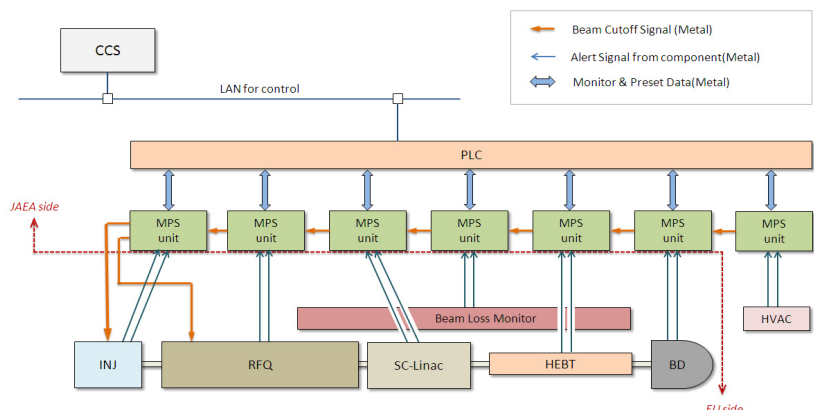 CCS
Beam Cutoff Signal (Metal)
Alert Signal from component(Metal)
Monitor & Preset Data(Metal)
LAN for control
PLC
JAEA side
MPS
unit
MPS
unit
MPS
unit
MPS
unit
MPS
unit
MPS
unit
MPS
unit
Beam Loss Monitor
HVAC
INJ
RFQ
SC-Linac
HEBT
BD
EU side